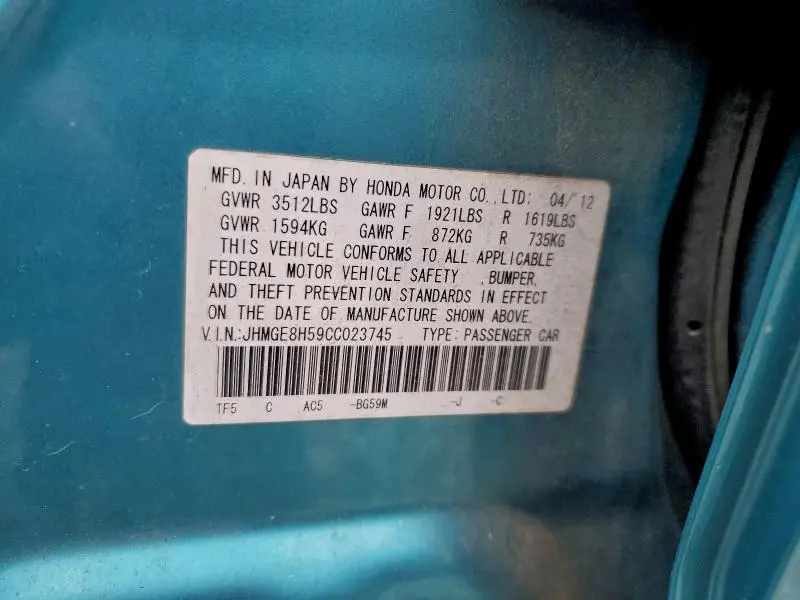 MFD. IN JAPAN BY HONDA MOTOR CO., LTD: 04/'12
GVWR 3512LBS GAWR F 1921LBS R 1619LBS
GVWR 1594KG GAWR F 872KG R 735KG
THIS VEHICLE CONFORMS TO ALL APPLICABLE
FEDERAL MOTOR VEHICLE SAFETY , BUMPER,
AND THEFT PREVENTION STANDARDS IN EFFECT
ON THE DATE OF MANUFACTURE SHOWN ABOVE.
V.I.N.:JHMGE8H59CC023745 TYPE: PASSENGER CAR
TF5 C AC5 -BG59M -J -C